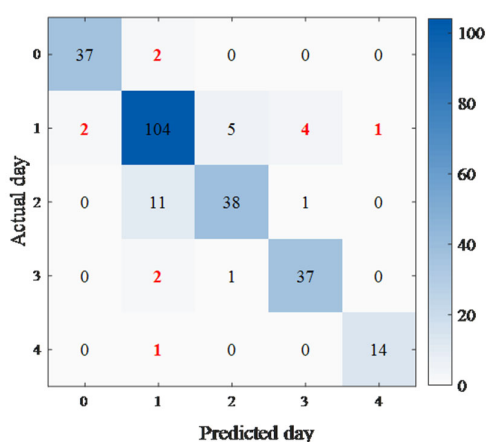 0 37 2 0 0 0
1 2 104 5 4 1
2 0 11 38 1 0
3 0 2 1 37 0
4 0 1 0 0 14
0 1 2 3 4
Predicted day
Actual day
100
80
60
40
20
0